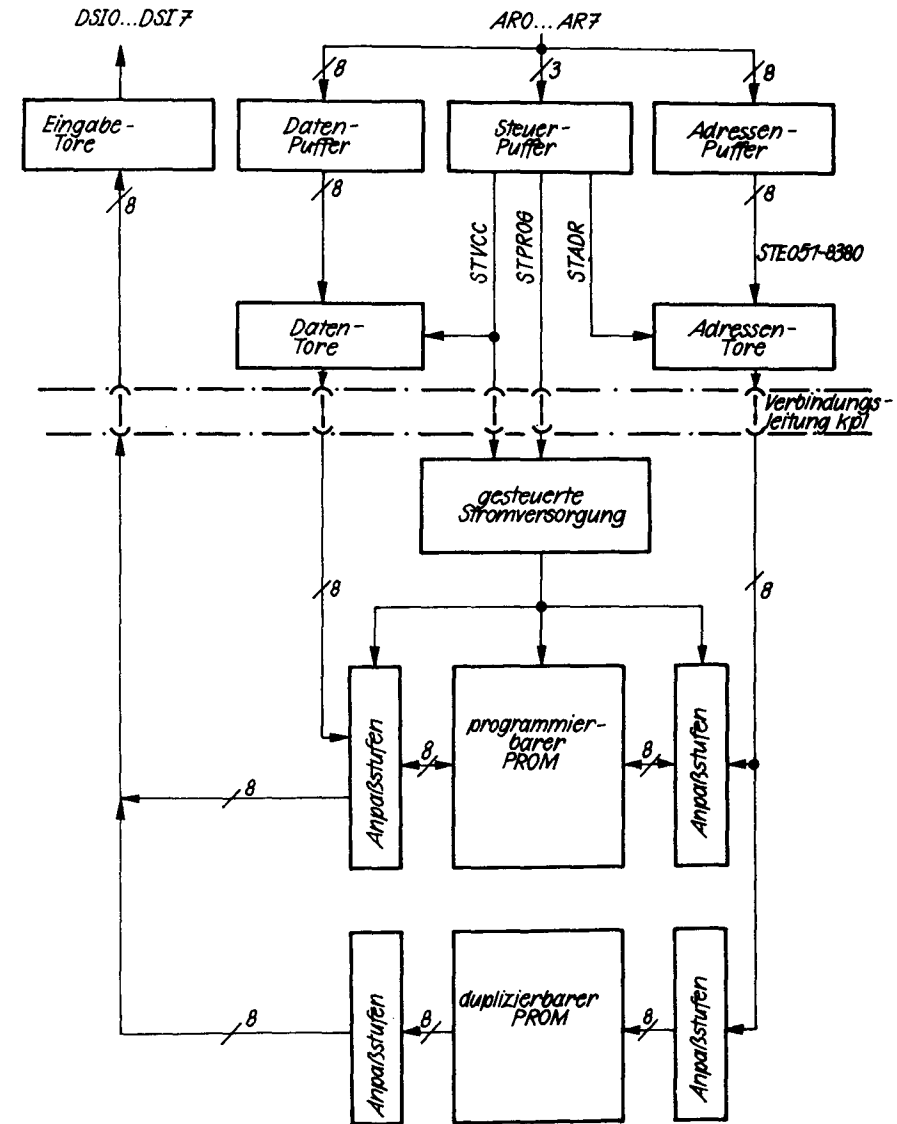 DSI0...DSI7
AR0... AR7
8
3
8
Eingabe-
Tore
Daten-
Puffer
Steuer-
Puffer
Adressen-
Puffer
8
8
8
STVCC
STPROG
STADR
STE051-8380
Daten-
Tore
Adressen-
Tore
Verbindungs-
leitung kpl
gesteuerte
Stromversorgung
8
8
Anpaßstufen
programmier-
barer
PROM
Anpaßstufen
8
8
8
Anpaßstufen
duplizierbarer
PROM
Anpaßstufen
8
8
8